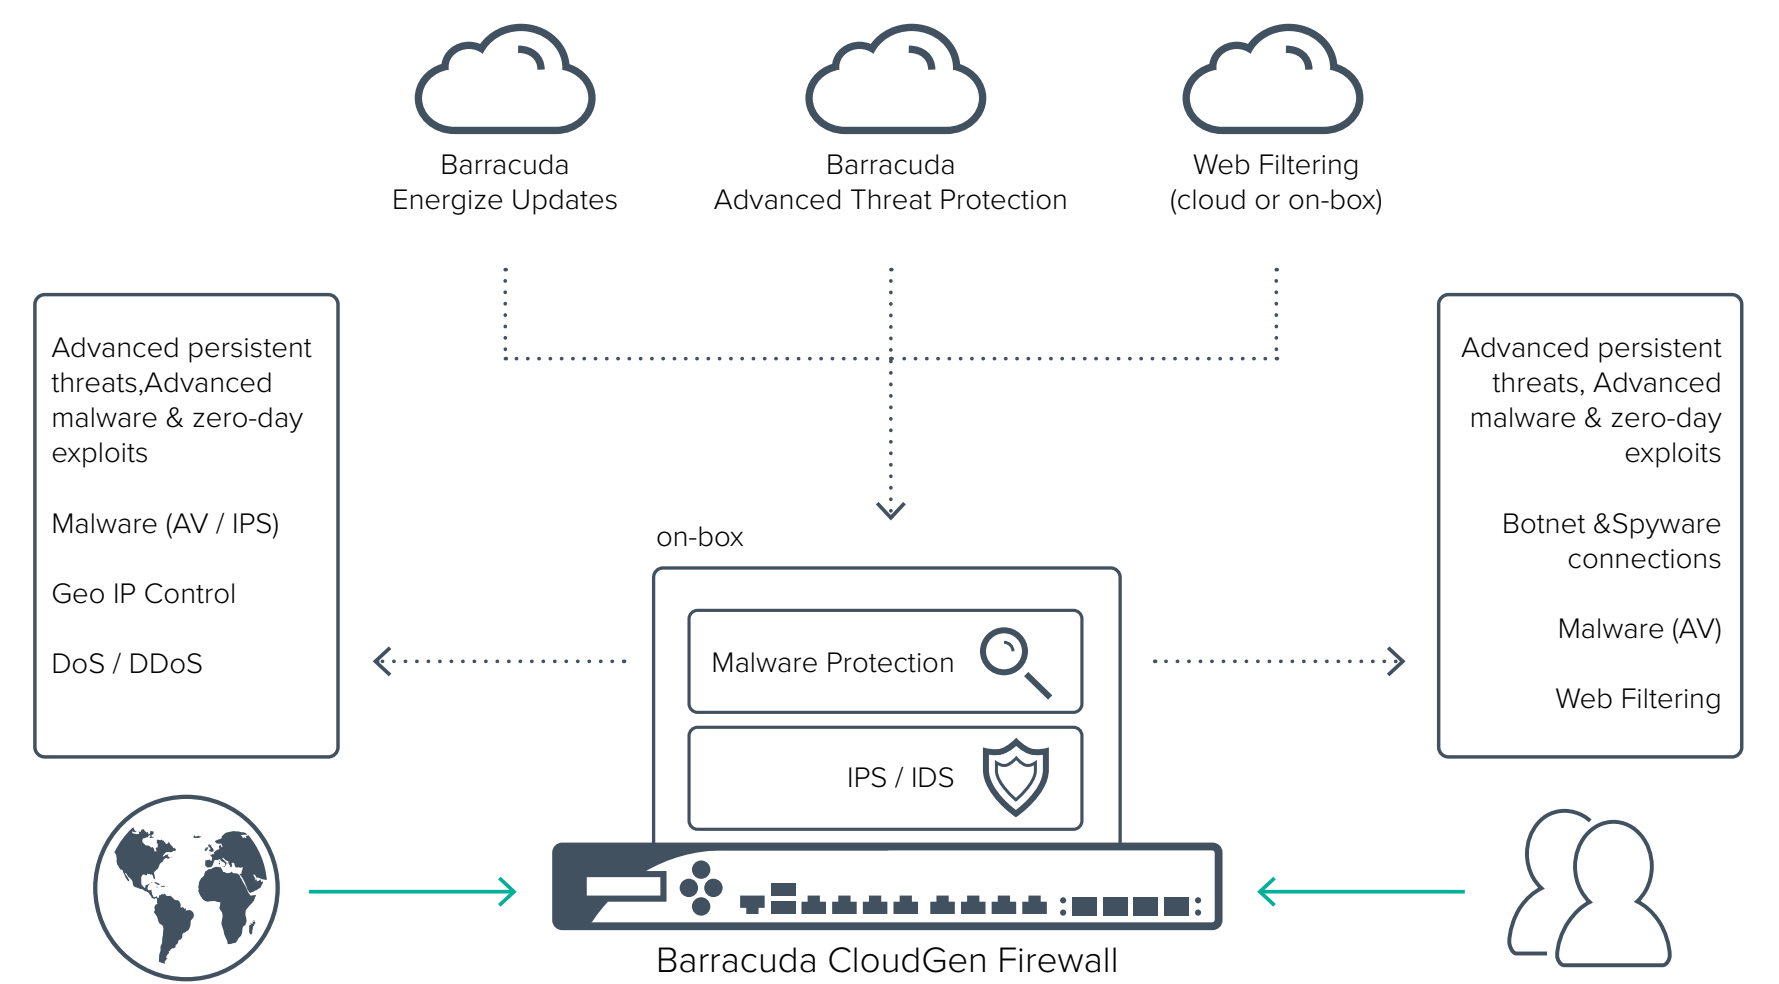 Barracuda
Energize Updates
Barracuda
Advanced Threat Protection
Web Filtering
(cloud or on-box)
Advanced persistent
threats,Advanced
malware & zero-day
exploits
Malware (AV / IPS)
Geo IP Control
DoS / DDoS
on-box
Malware Protection
IPS / IDS
Advanced persistent
threats, Advanced
malware & zero-day
exploits
Botnet &Spyware
connections
Malware (AV)
Web Filtering
Barracuda CloudGen Firewall